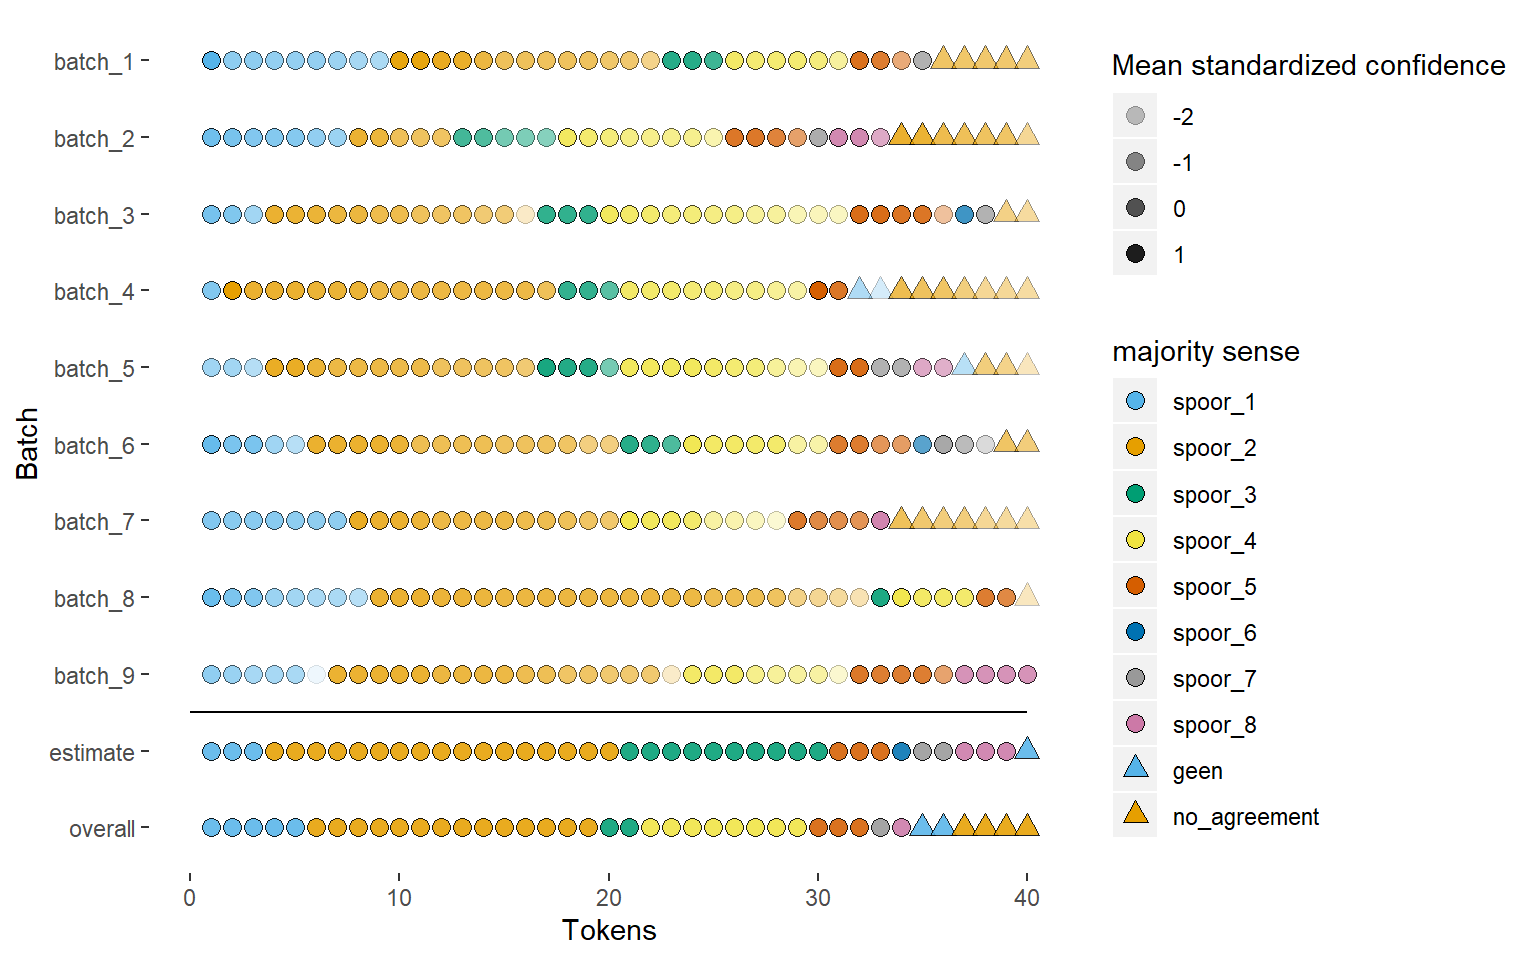 batch_1
batch_2
batch_3
batch_4
batch_5
batch_6
batch_7
batch_8
batch_9
estimate
overall
Batch
0 10 20 30 40
Tokens
Mean standardized confidence
-2
-1
0
1
majority sense
spoor_1
spoor_2
spoor_3
spoor_4
spoor_5
spoor_6
spoor_7
spoor_8
geen
no_agreement